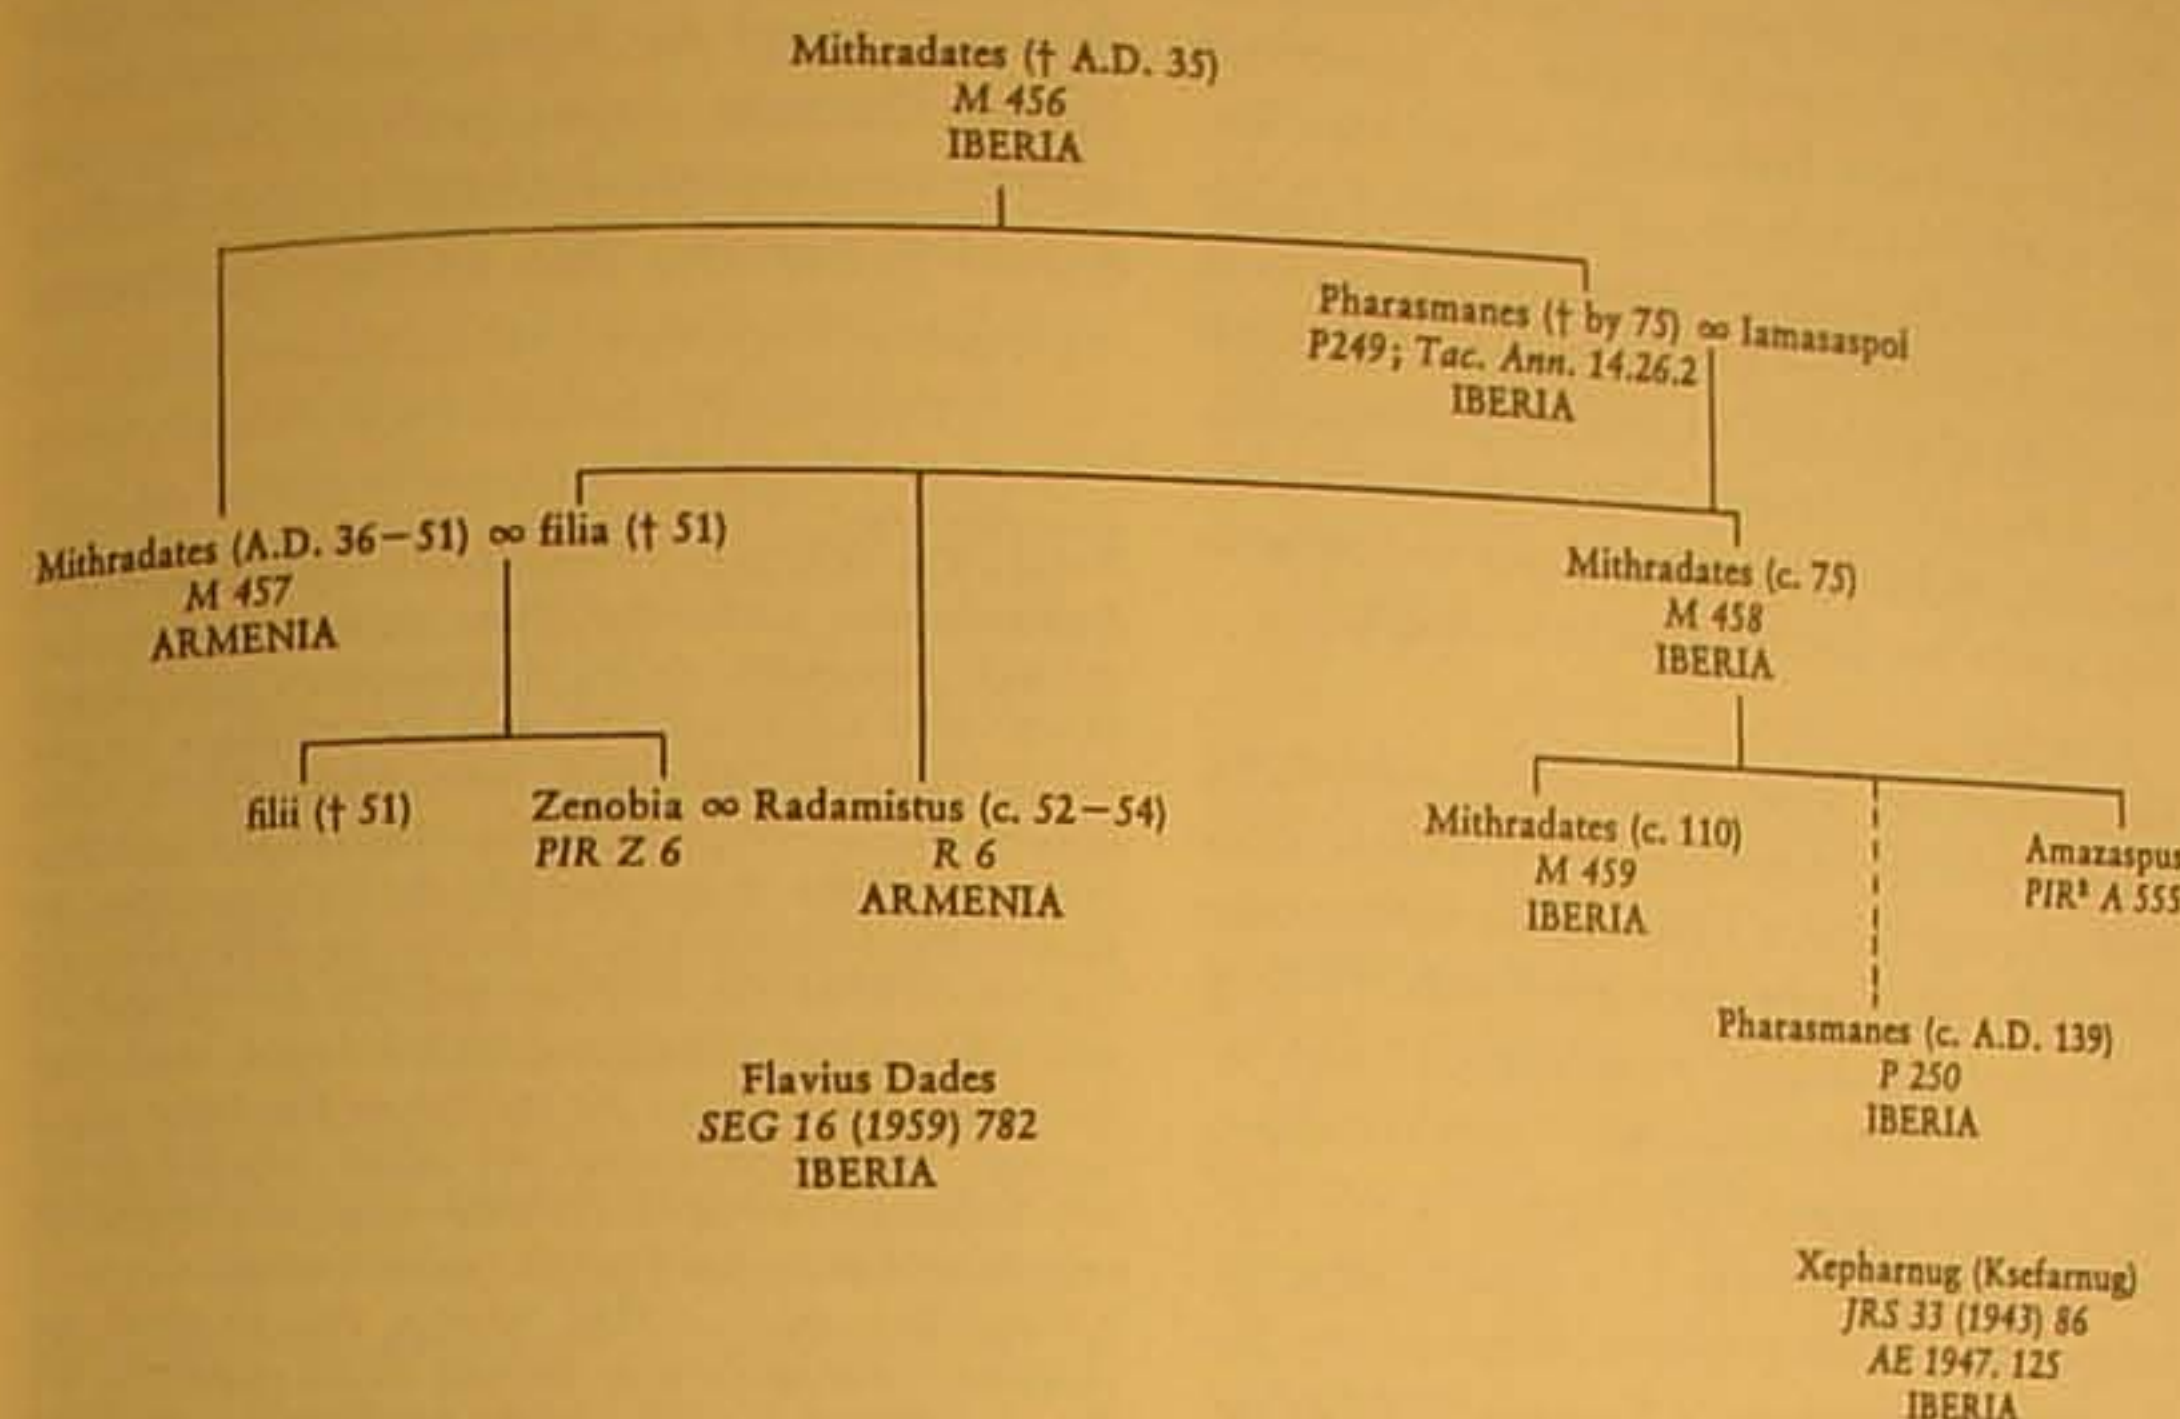 Mithradates († A.D. 35)
M 456
IBERIA
Pharasmanes († by 75) ∞ Iamasaspoi
P249; Tac. Ann. 14.26.2
IBERIA
Mithradates (A.D. 36–51) ∞ filia († 51)
M 457
ARMENIA
Mithradates (c. 75)
M 458
IBERIA
filii († 51)
Zenobia ∞ Radamistus (c. 52–54)
PIR Z 6
R 6
ARMENIA
Mithradates (c. 110)
M 459
IBERIA
Amazaspus
PIR² A 555
Pharasmanes (c. A.D. 139)
P 250
IBERIA
Flavius Dades
SEG 16 (1959) 782
IBERIA
Xepharnug (Ksefarnug)
JRS 33 (1943) 86
AE 1947, 125
IBERIA